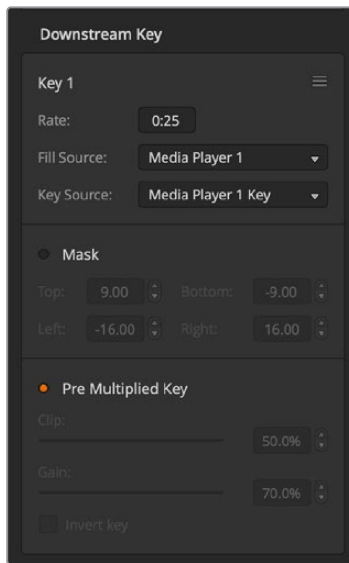 Downstream Key
Key 1
Rate: 0:25
Fill Source: Media Player 1
Key Source: Media Player 1 Key
Mask
Top: 9.00 Bottom: -9.00
Left: -16.00 Right: 16.00
Pre Multiplied Key
Clip:
50.0%
Gain:
70.0%
Invert key